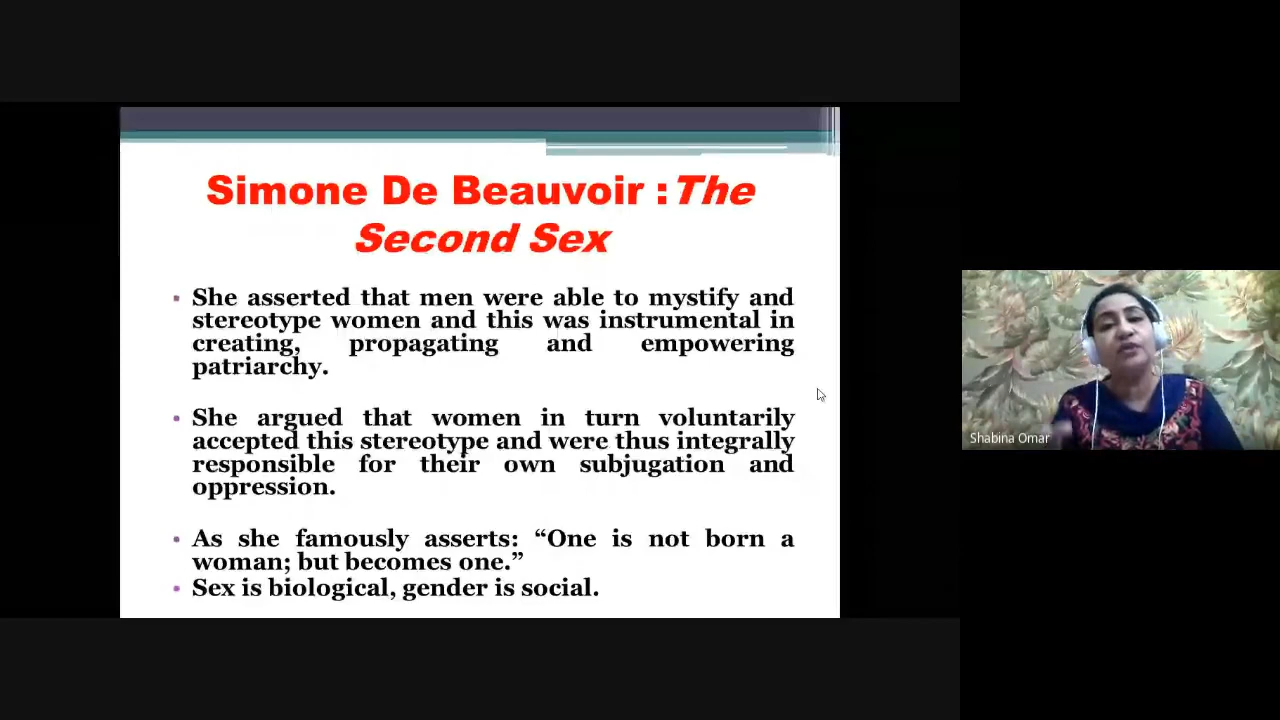 Simone De Beauvoir : The
Second Sex
• She asserted that men were able to mystify and
stereotype women and this was instrumental in
creating, propagating and empowering
patriarchy.
• She argued that women in turn voluntarily
accepted this stereotype and were thus integrally
responsible for their own subjugation and
oppression.
• As she famously asserts: “One is not born a
woman; but becomes one.”
• Sex is biological, gender is social.
Shabina Omar